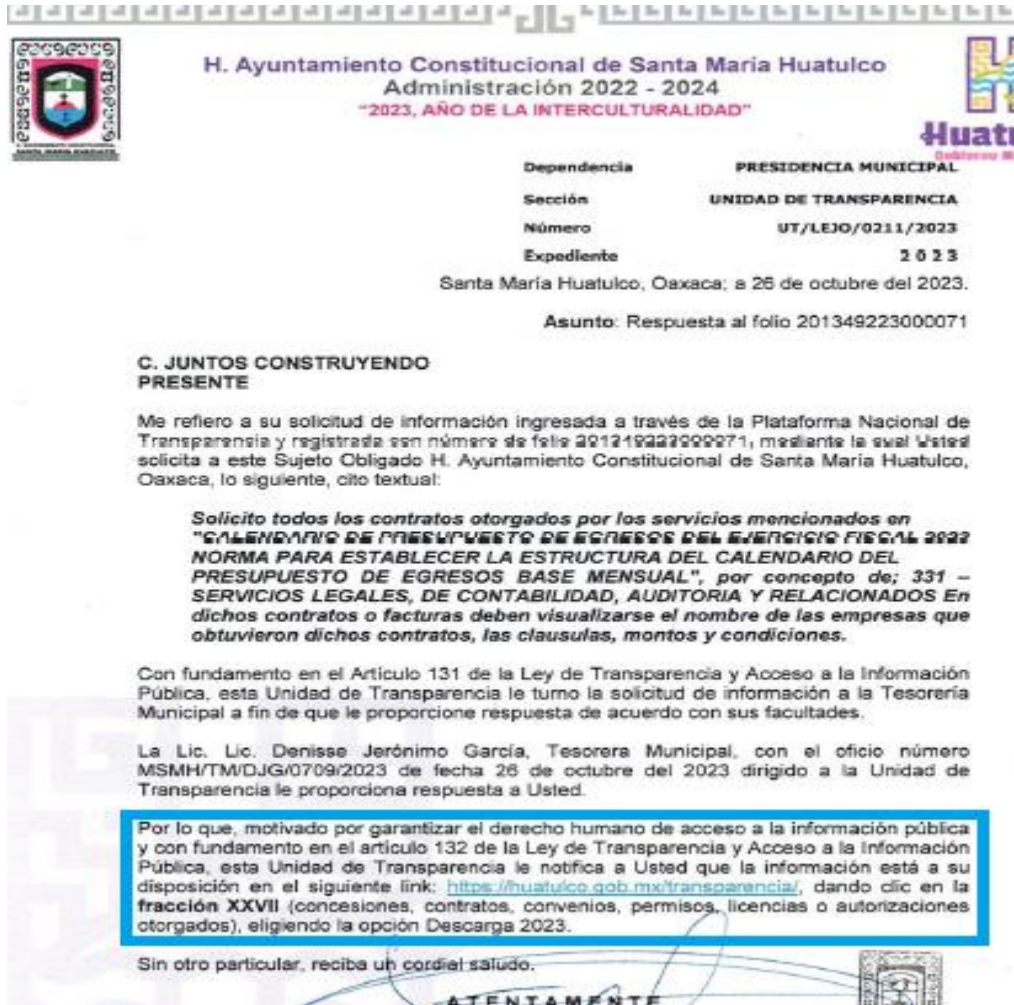 H. Ayuntamiento Constitucional de Santa María Huatulco
Administración 2022 - 2024
"2023, AÑO DE LA INTERCULTURALIDAD"
Dependencia PRESIDENCIA MUNICIPAL
Sección UNIDAD DE TRANSPARENCIA
Número UT/LEJO/0211/2023
Expediente 2023
Santa María Huatulco, Oaxaca; a 26 de octubre del 2023.
Asunto: Respuesta al folio 201349223000071
C. JUNTOS CONSTRUYENDO
PRESENTE
Me refiero a su solicitud de información ingresada a través de la Plataforma Nacional de
Transparencia y registrada con número de folio 201349223000071, mediante la cual Usted
solicita a este Sujeto Obligado H. Ayuntamiento Constitucional de Santa María Huatulco,
Oaxaca, lo siguiente, cito textual:
Solicito todos los contratos otorgados por los servicios mencionados en
"CALENDARIO DE PRESUPUESTO DE EGRESOS DEL EJERCICIO FISCAL 2022
NORMA PARA ESTABLECER LA ESTRUCTURA DEL CALENDARIO DEL
PRESUPUESTO DE EGRESOS BASE MENSUAL", por concepto de; 331 –
SERVICIOS LEGALES, DE CONTABILIDAD, AUDITORIA Y RELACIONADOS En
dichos contratos o facturas deben visualizarse el nombre de las empresas que
obtuvieron dichos contratos, las clausulas, montos y condiciones.
Con fundamento en el Artículo 131 de la Ley de Transparencia y Acceso a la Información
Pública, esta Unidad de Transparencia le turno la solicitud de información a la Tesorería
Municipal a fin de que le proporcione respuesta de acuerdo con sus facultades.
La Lic. Lic. Denisse Jerónimo García, Tesorera Municipal, con el oficio número
MSMH/TM/DJG/0709/2023 de fecha 26 de octubre del 2023 dirigido a la Unidad de
Transparencia le proporciona respuesta a Usted.
Por lo que, motivado por garantizar el derecho humano de acceso a la información pública
y con fundamento en el artículo 132 de la Ley de Transparencia y Acceso a la Información
Pública, esta Unidad de Transparencia le notifica a Usted que la información está a su
disposición en el siguiente link: https://huatulco.gob.mx/transparencia/, dando clic en la
fracción XXVII (concesiones, contratos, convenios, permisos, licencias o autorizaciones
otorgados), eligiendo la opción Descarga 2023.
Sin otro particular, reciba un cordial saludo.
ATENTAMENTE